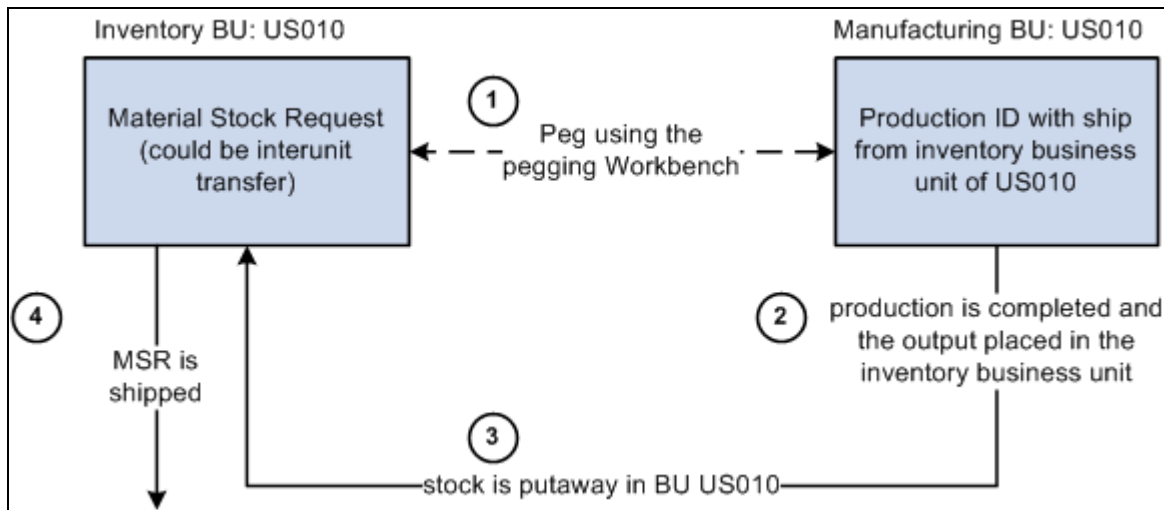 Inventory BU: US010
Manufacturing BU: US010
Material Stock Request
(could be interunit
transfer)
1
Peg using the
pegging Workbench
Production ID with ship
from inventory business
unit of US010
2
production is completed and
the output placed in the
inventory business unit
3
stock is putaway in BU US010
4
MSR is
shipped